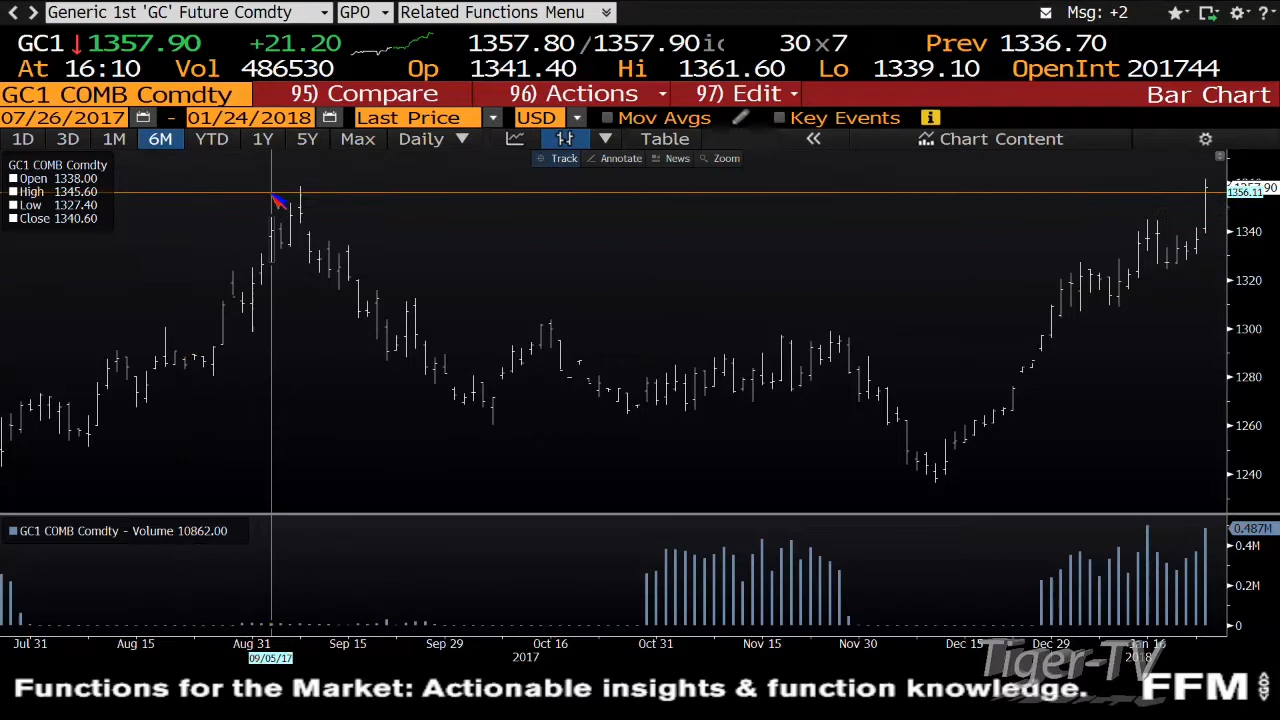 Generic 1st 'GC' Future Comdty GPO Related Functions Menu Msg: +2 ?
GC1 1357.90 +21.20 1357.80 /1357.90 30 x 7 Prev 1336.70
At 16:10 Vol 486530 Op 1341.40 Hi 1361.60 Lo 1339.10 OpenInt 201744
GC1 COMB Comdty 95) Compare 96) Actions 97) Edit Bar Chart
07/26/2017 - 01/24/2018 Last Price USD Mov Avgs Key Events
1D 3D 1M 6M YTD 1Y 5Y Max Daily Table Chart Content
Track Annotate News Zoom
GC1 COMB Comdty
Open 1338.00
High 1345.60
Low 1327.40
Close 1340.60
1356.11
1340
1320
1300
1280
1260
1240
GC1 COMB Comdty - Volume 10862.00
0.487M
0.4M
0.2M
0
Jul 31 Aug 15 Aug 31 Sep 15 Sep 29 Oct 16 Oct 31 Nov 15 Nov 30 Dec 15 Dec 29 Jan 16
09/05/17 2017 2018
Tiger-TV
Functions for the Market: Actionable insights & function knowledge. FFM